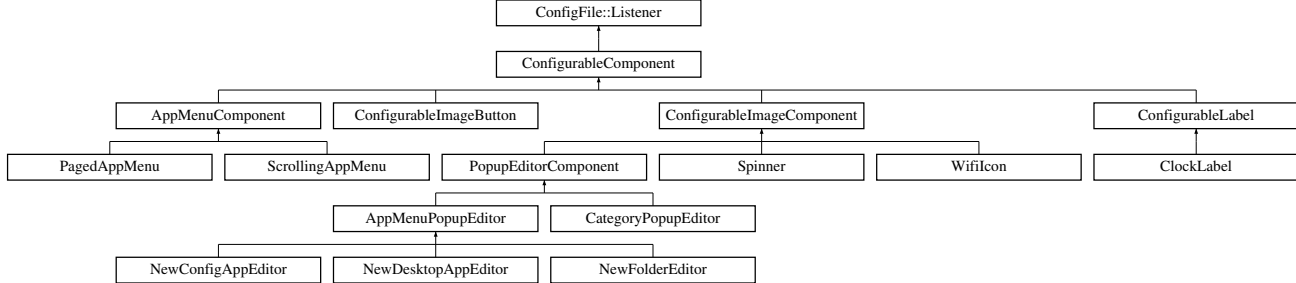 ConfigFile::Listener
ConfigurableComponent
AppMenuComponent
ConfigurableImageButton
ConfigurableImageComponent
ConfigurableLabel
PagedAppMenu
ScrollingAppMenu
PopupEditorComponent
Spinner
WifiIcon
ClockLabel
AppMenuPopupEditor
CategoryPopupEditor
NewConfigAppEditor
NewDesktopAppEditor
NewFolderEditor